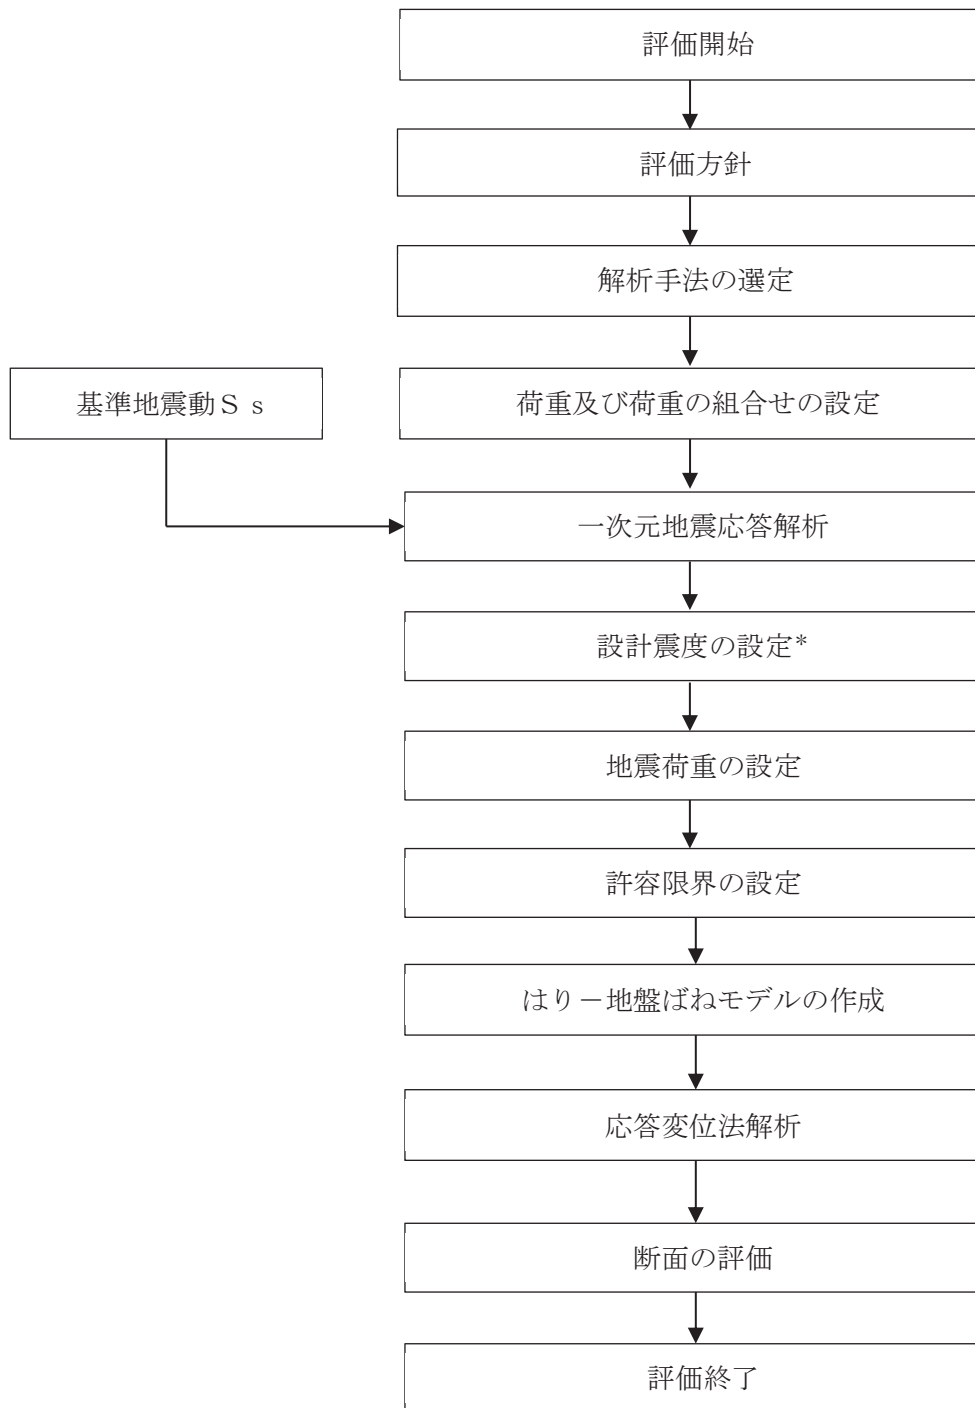 評価開始
評価方針
解析手法の選定
基準地震動Ｓｓ
荷重及び荷重の組合せの設定
一次元地震応答解析
設計震度の設定*
地震荷重の設定
許容限界の設定
はり－地盤ばねモデルの作成
応答変位法解析
断面の評価
評価終了